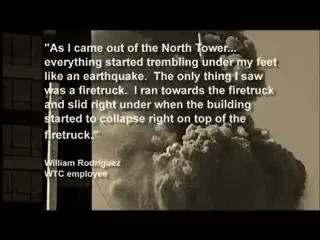 "As I came out of the North Tower...
everything started trembling under my feet
like an earthquake.  The only thing I saw
was a firetruck.  I ran towards the firetruck
and slid right under when the building
started to collapse right on top of the
firetruck."
William Rodriguez
WTC employee